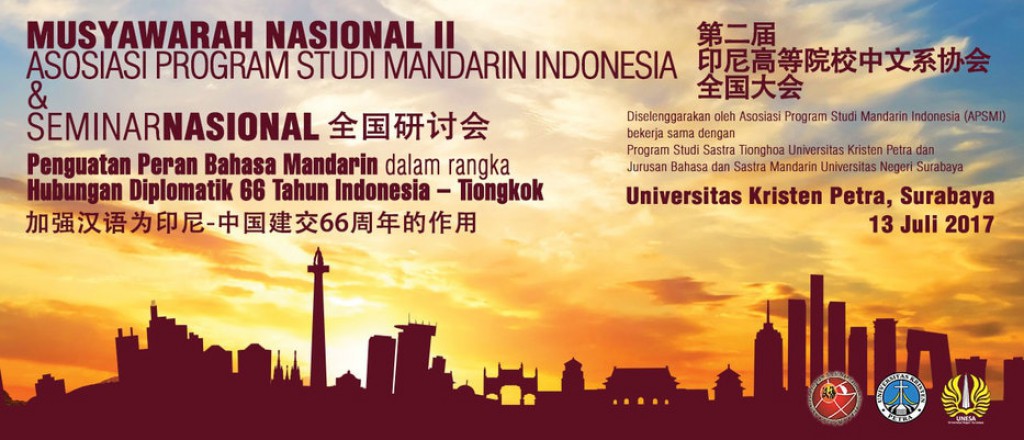 MUSYAWARAH NASIONAL II
ASOSIASI PROGRAM STUDI MANDARIN INDONESIA
&
SEMINARNASIONAL 全国研讨会
Penguatan Peran Bahasa Mandarin dalam rangka
Hubungan Diplomatik 66 Tahun Indonesia – Tiongkok
加强汉语为印尼-中国建交66周年的作用
第二届
印尼高等院校中文系协会
全国大会
Diselenggarakan oleh Asosiasi Program Studi Mandarin Indonesia (APSMI)
bekerja sama dengan
Program Studi Sastra Tionghoa Universitas Kristen Petra dan
Jurusan Bahasa dan Sastra Mandarin Universitas Negeri Surabaya
Universitas Kristen Petra, Surabaya
13 Juli 2017
UNIVERSITAS KRISTEN
PETRA
UNESA